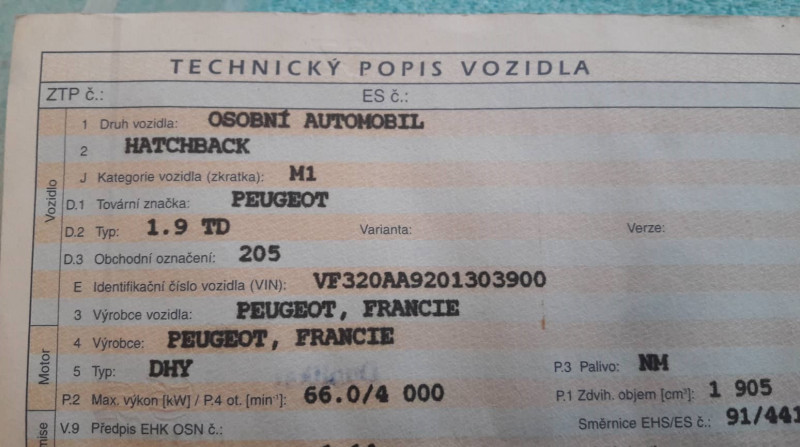 TECHNICKÝ POPIS VOZIDLA
ZTP č.: ES č.:
1 Druh vozidla: OSOBNÍ AUTOMOBIL
2 HATCHBACK
J Kategorie vozidla (zkratka): M1
D.1 Tovární značka: PEUGEOT
Vozidlo
D.2 Typ: 1.9 TD Varianta: Verze:
D.3 Obchodní označení: 205
E Identifikační číslo vozidla (VIN): VF320AA9201303900
3 Výrobce vozidla: PEUGEOT, FRANCIE
4 Výrobce: PEUGEOT, FRANCIE
Motor
5 Typ: DHY P.3 Palivo: NM
P.2 Max. výkon [kW] / P.4 ot. [min⁻¹]: 66.0/4 000 P.1 Zdvih. objem [cm³]: 1 905
V.9 Předpis EHK OSN č.: Směrnice EHS/ES č.: 91/441